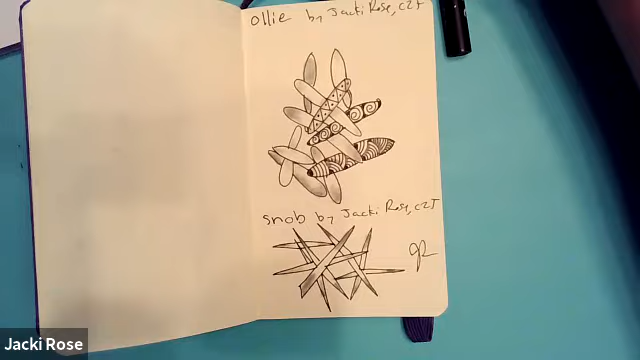 Ollie by Jacki Rose, CZT
snob by Jacki Rose, CZT
JR
Jacki Rose